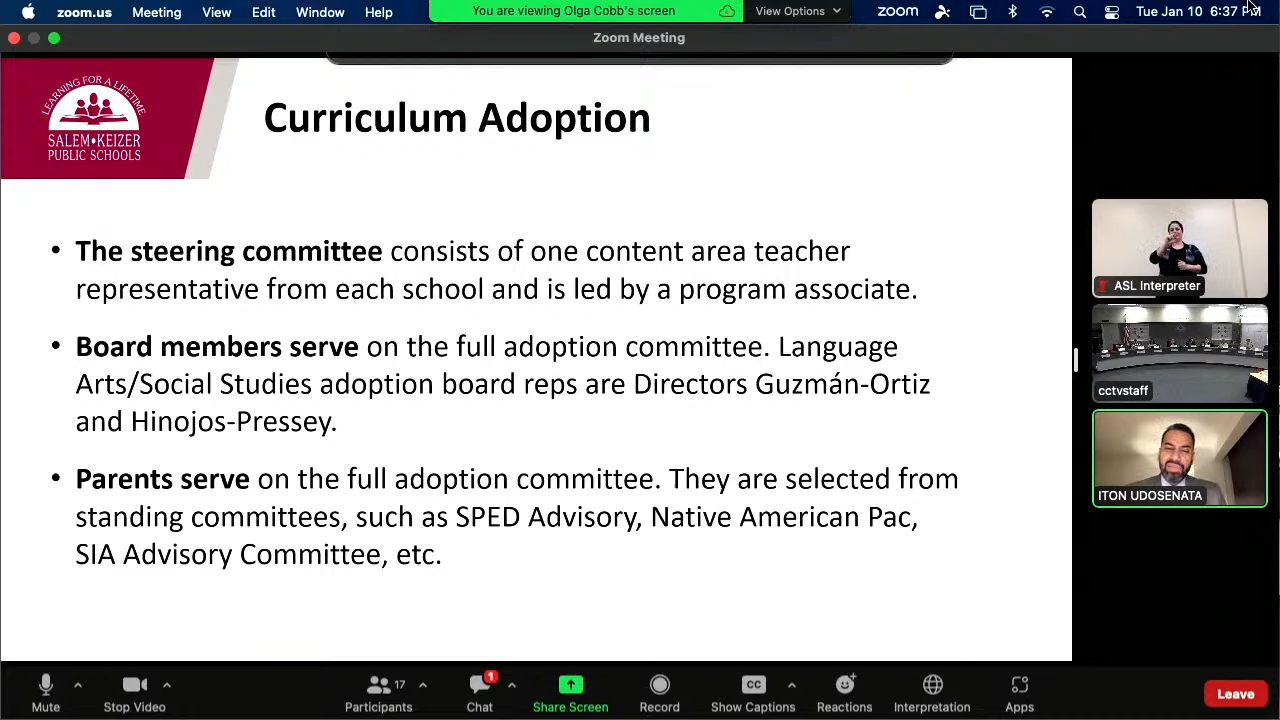 zoom.us Meeting View Edit Window Help
You are viewing Olga Cobb's screen
View Options
zoom
Tue Jan 10 6:37 PM
Zoom Meeting
LEARNING FOR A LIFETIME
SALEM•KEIZER
PUBLIC SCHOOLS
Curriculum Adoption
• The steering committee consists of one content area teacher
representative from each school and is led by a program associate.
• Board members serve on the full adoption committee. Language
Arts/Social Studies adoption board reps are Directors Guzmán-Ortiz
and Hinojos-Pressey.
• Parents serve on the full adoption committee. They are selected from
standing committees, such as SPED Advisory, Native American Pac,
SIA Advisory Committee, etc.
ASL Interpreter
cctvstaff
ITON UDOSENATA
17
1
CC
Mute
Stop Video
Participants
Chat
Share Screen
Record
Show Captions
Reactions
Interpretation
Apps
Leave